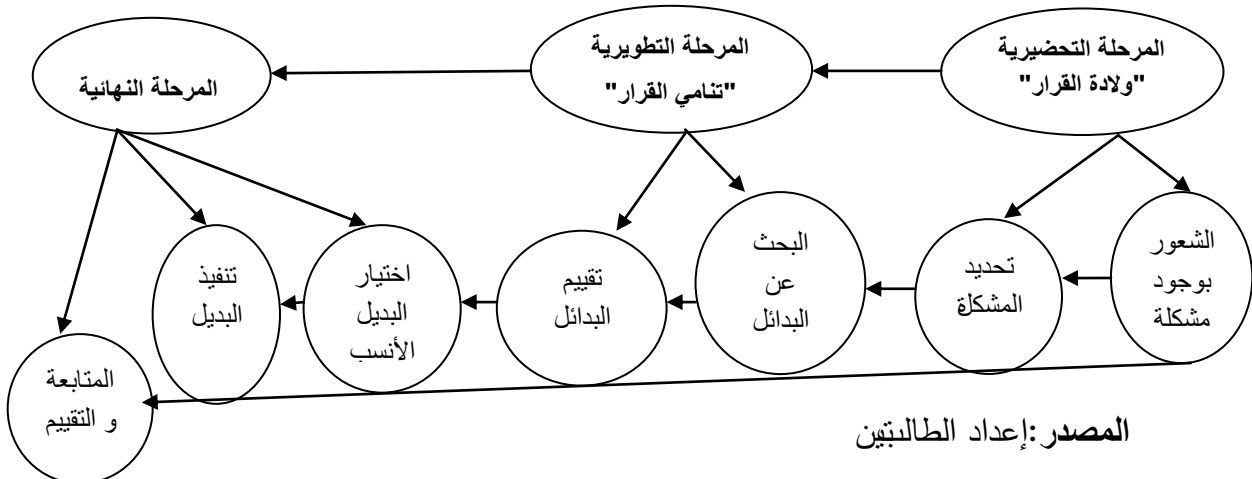 المرحلة التحضيرية
"ولادة القرار"
المرحلة التطويرية
"تنامي القرار"
المرحلة النهائية
الشعور
بوجود
مشكلة
تحديد
المشكلة
البحث
عن
البدائل
تقييم
البدائل
اختيار
البديل
الأنسب
تنفيذ
البديل
المتابعة
و التقييم
المصدر :إعداد الطالبتين